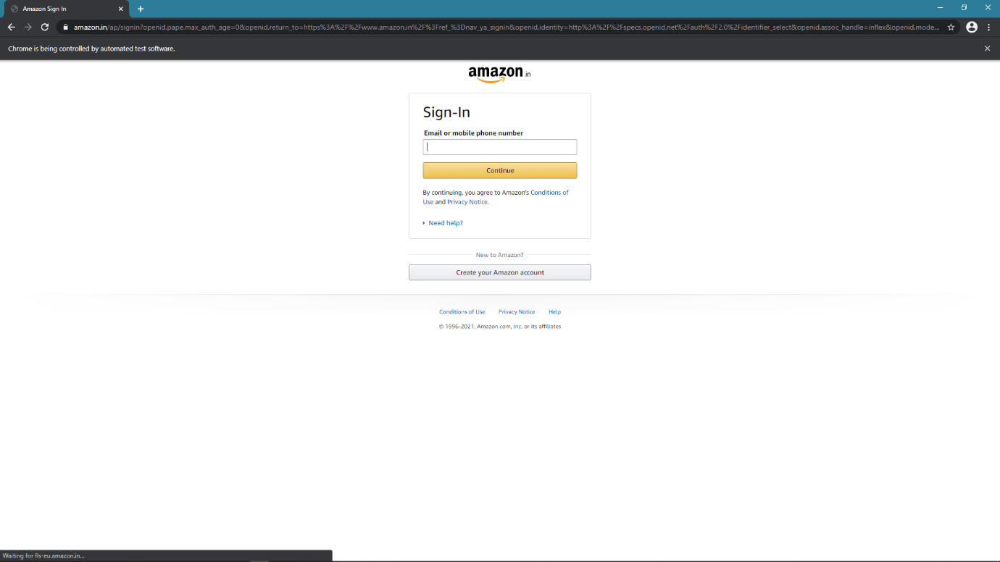 Amazon Sign In
amazon.in/ap/signin?openid.pape.max_auth_age=0&openid.return_to=https%3A%2F%2Fwww.amazon.in%2F%3Fref_%3Dnav_ya_signin&openid.identity=http%3A%2F%2Fspecs.openid.net%2Fauth%2F2.0%2Fidentifier_select&openid.assoc_handle=inflex&openid.mode...
Chrome is being controlled by automated test software.
amazon.in
Sign-In
Email or mobile phone number
Continue
By continuing, you agree to Amazon's Conditions of
Use and Privacy Notice.
Need help?
New to Amazon?
Create your Amazon account
Conditions of Use Privacy Notice Help
© 1996-2021, Amazon.com, Inc. or its affiliates
Waiting for fls-eu.amazon.in...